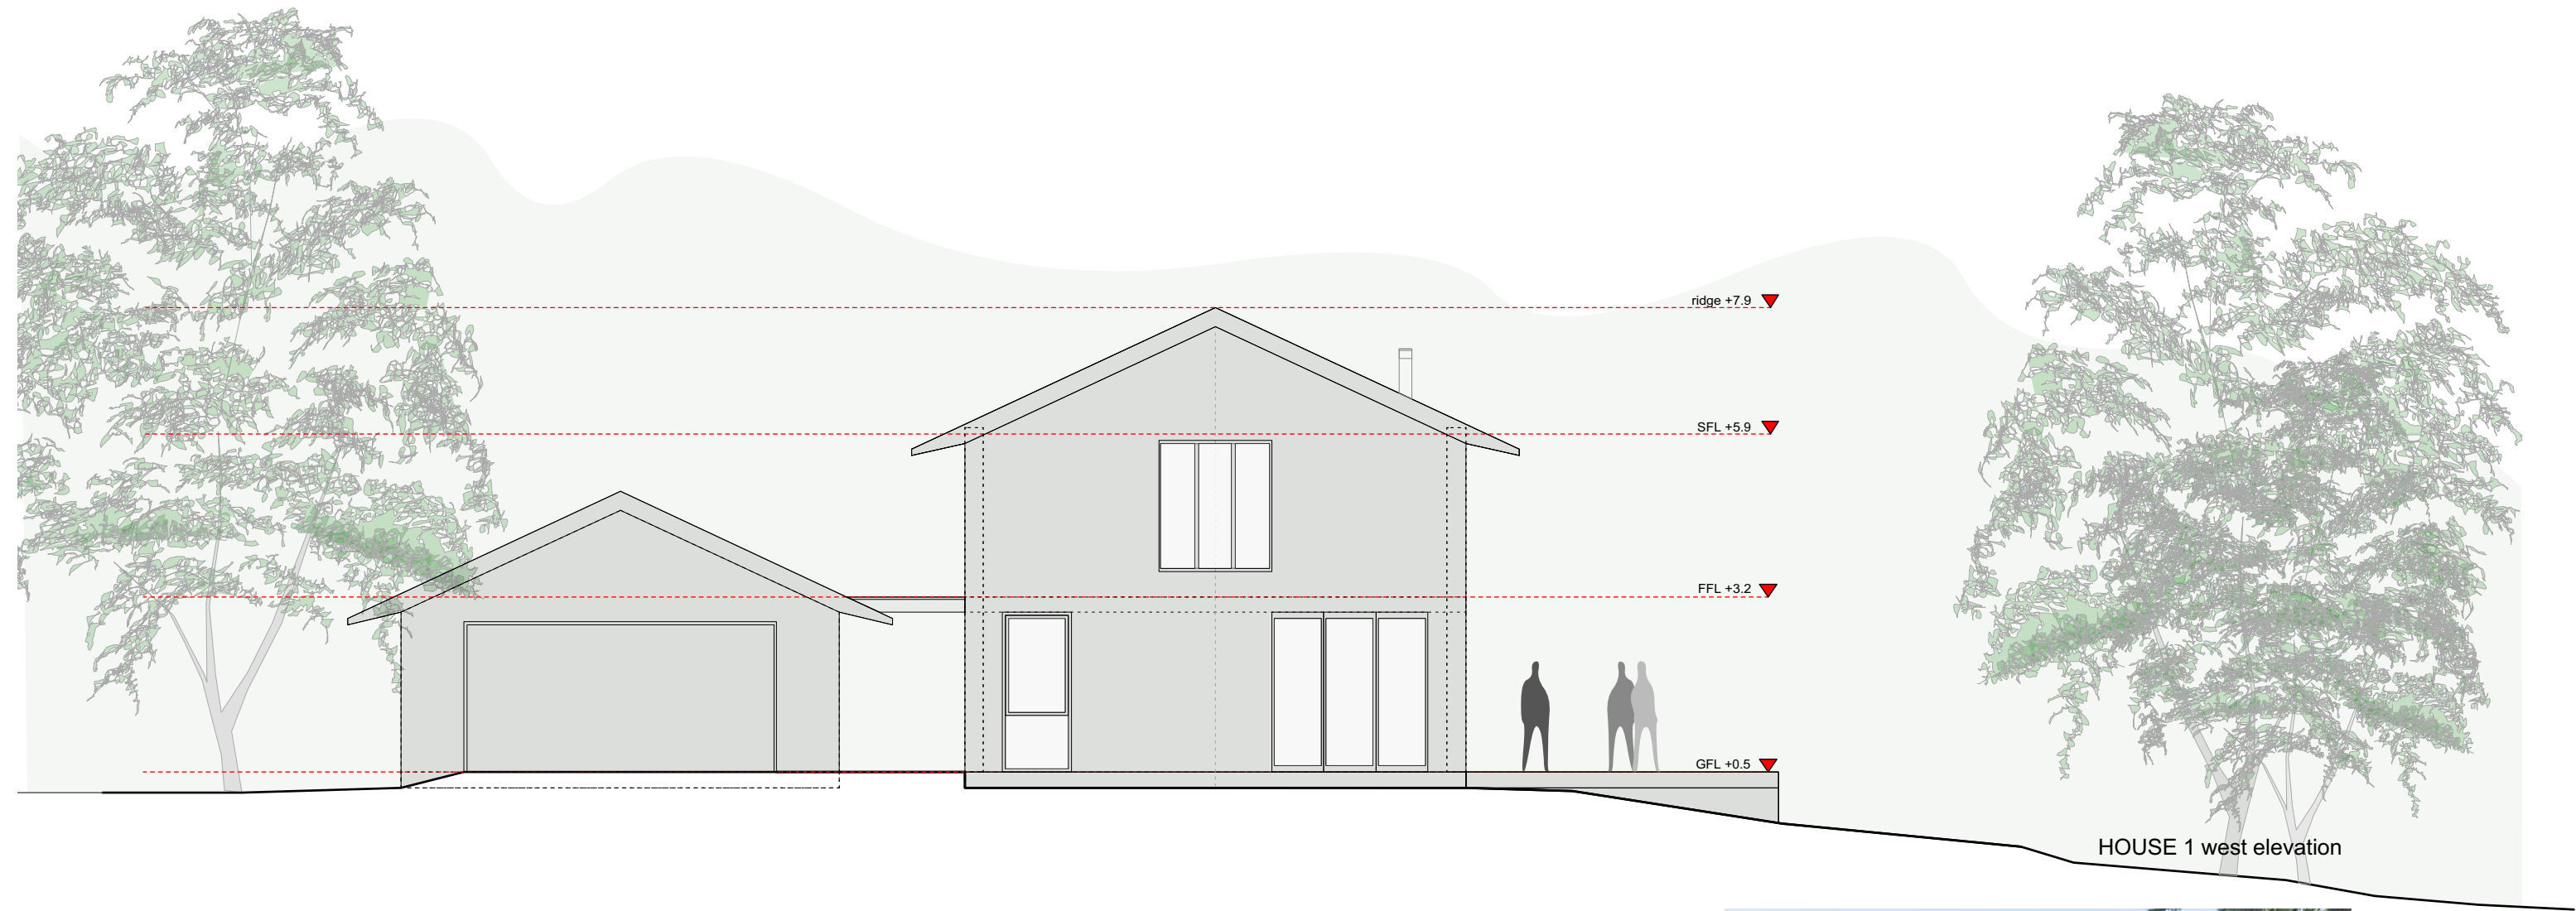 ridge +7.9
SFL +5.9
FFL +3.2
GFL +0.5
HOUSE 1 west elevation